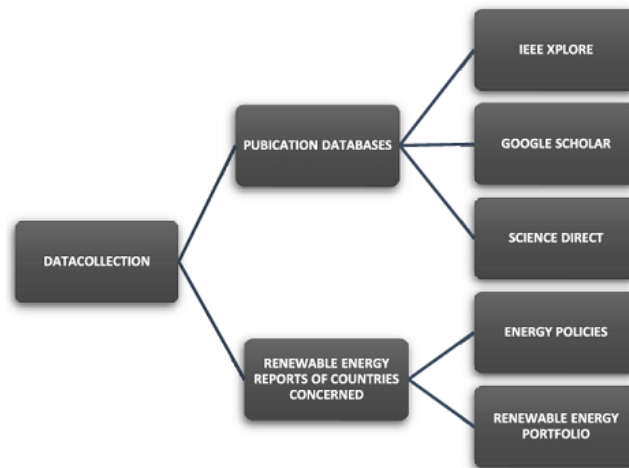 IEEE XPLORE
PUBICATION DATABASES
GOOGLE SCHOLAR
SCIENCE DIRECT
DATACOLLECTION
RENEWABLE ENERGY
REPORTS OF COUNTRIES
CONCERNED
ENERGY POLICIES
RENEWABLE ENERGY
PORTFOLIO